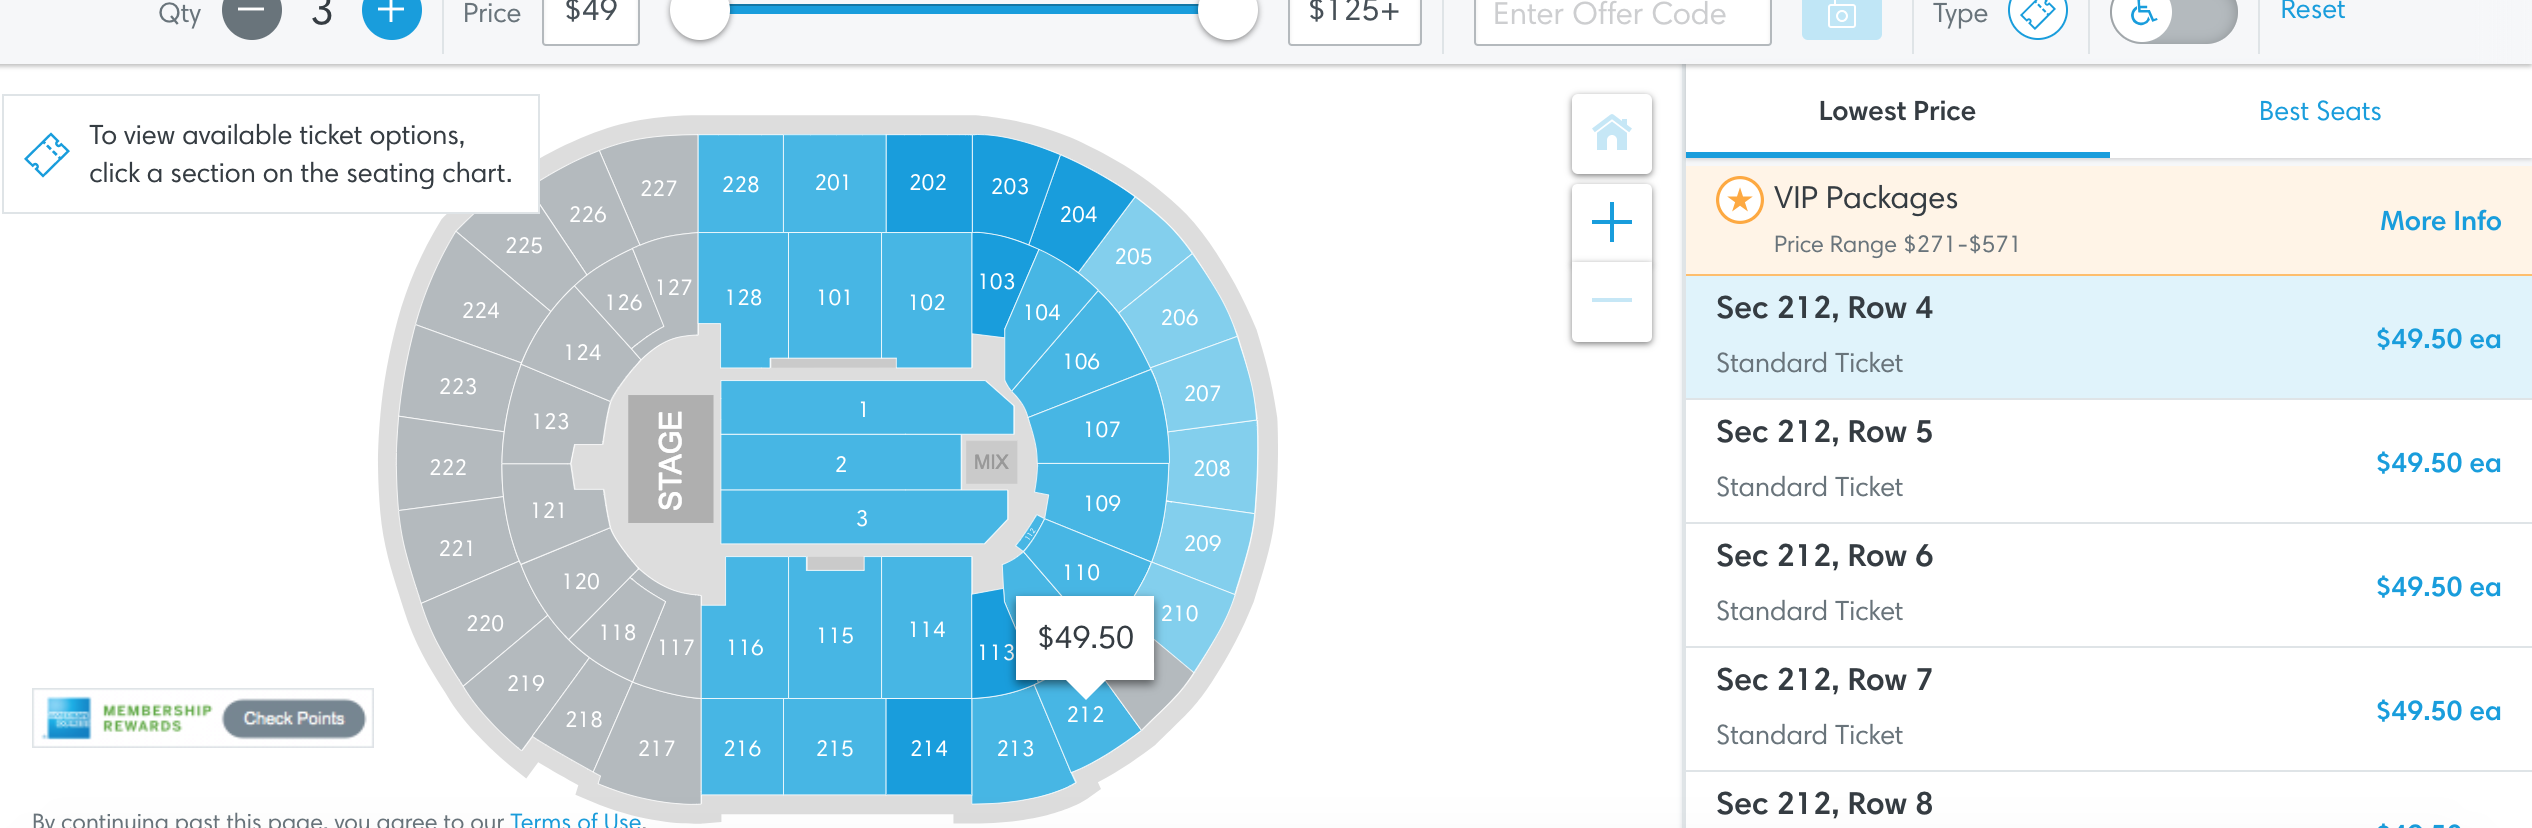 Qty
3
Price
$49
$125+
Enter Offer Code
Type
Reset
To view available ticket options,
click a section on the seating chart.
227
228
201
202
203
204
226
225
205
224
126
127
128
101
102
103
104
206
124
106
223
207
123
1
107
222
STAGE
2
MIX
208
121
3
109
112
221
209
120
110
220
118
117
116
115
114
113
$49.50
210
219
218
217
216
215
214
213
212
MEMBERSHIP
REWARDS
Check Points
By continuing past this page, you agree to our Terms of Use.
Lowest Price
Best Seats
VIP Packages
Price Range $271-$571
More Info
Sec 212, Row 4
$49.50 ea
Standard Ticket
Sec 212, Row 5
$49.50 ea
Standard Ticket
Sec 212, Row 6
$49.50 ea
Standard Ticket
Sec 212, Row 7
$49.50 ea
Standard Ticket
Sec 212, Row 8